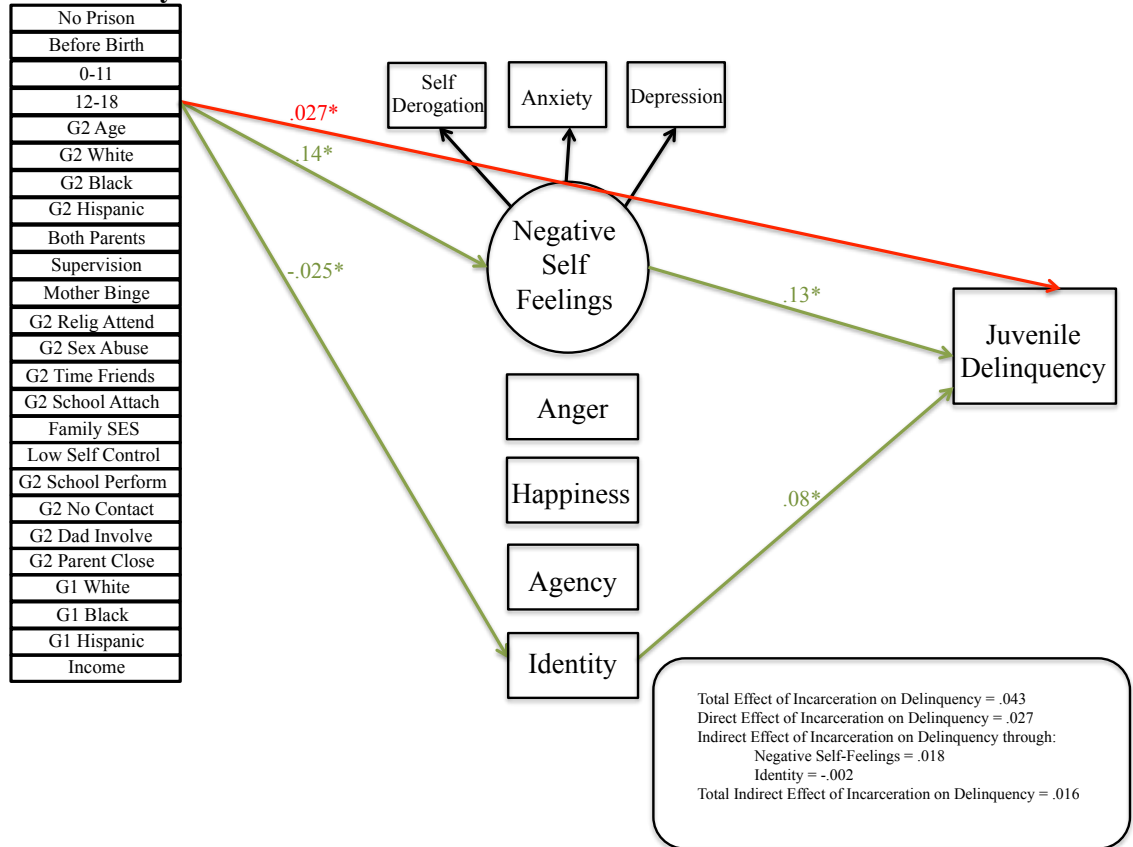 No Prison
Before Birth
0-11
12-18
G2 Age
G2 White
G2 Black
G2 Hispanic
Both Parents
Supervision
Mother Binge
G2 Relig Attend
G2 Sex Abuse
G2 Time Friends
G2 School Attach
Family SES
Low Self Control
G2 School Perform
G2 No Contact
G2 Dad Involve
G2 Parent Close
G1 White
G1 Black
G1 Hispanic
Income
Self
Derogation
Anxiety
Depression
.027*
.14*
-.025*
Negative
Self
Feelings
.13*
Juvenile
Delinquency
Anger
Happiness
.08*
Agency
Identity
Total Effect of Incarceration on Delinquency = .043
Direct Effect of Incarceration on Delinquency = .027
Indirect Effect of Incarceration on Delinquency through:
Negative Self-Feelings = .018
Identity = -.002
Total Indirect Effect of Incarceration on Delinquency = .016